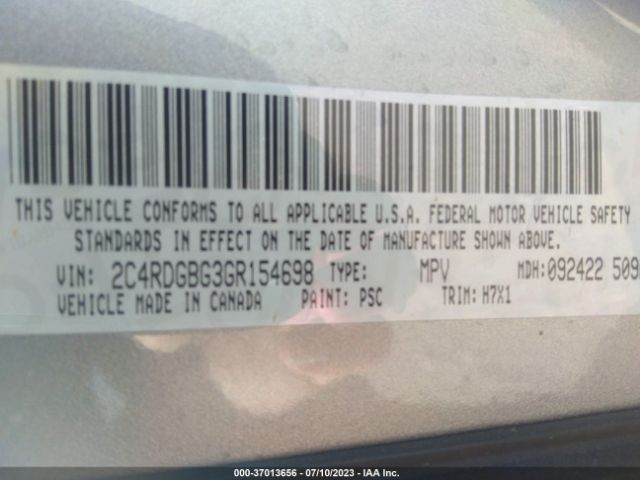 THIS VEHICLE CONFORMS TO ALL APPLICABLE U.S.A. FEDERAL MOTOR VEHICLE SAFETY
STANDARDS IN EFFECT ON THE DATE OF MANUFACTURE SHOWN ABOVE.
VIN: 2C4RDGBG3GR154698 TYPE: MPV MDH: 092422 509
VEHICLE MADE IN CANADA PAINT: PSC TRIM: H7X1
000-37013656 - 07/10/2023 - IAA Inc.